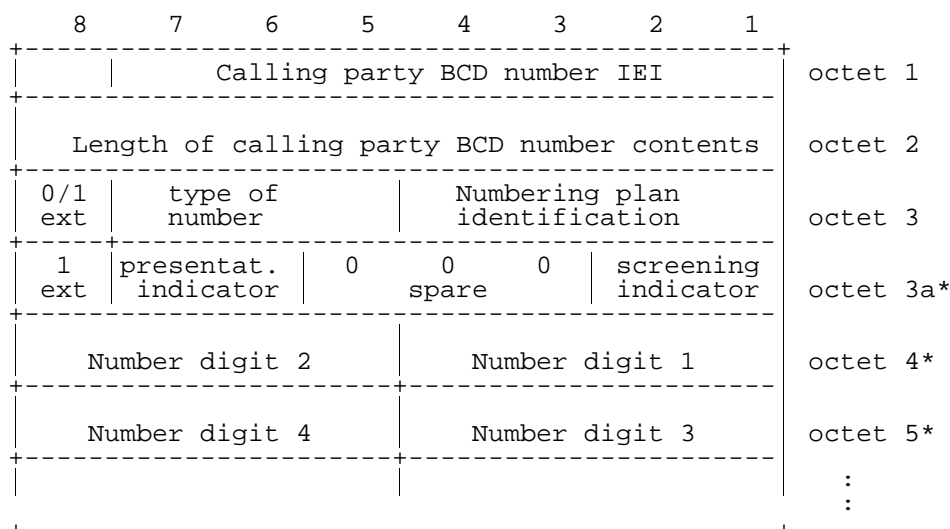 8 7 6 5 4 3 2 1
Calling party BCD number IEI octet 1
Length of calling party BCD number contents octet 2
0/1 type of Numbering plan
ext number identification octet 3
1 presentat. 0 0 0 screening
ext indicator spare indicator octet 3a*
Number digit 2 Number digit 1 octet 4*
Number digit 4 Number digit 3 octet 5*
:
: